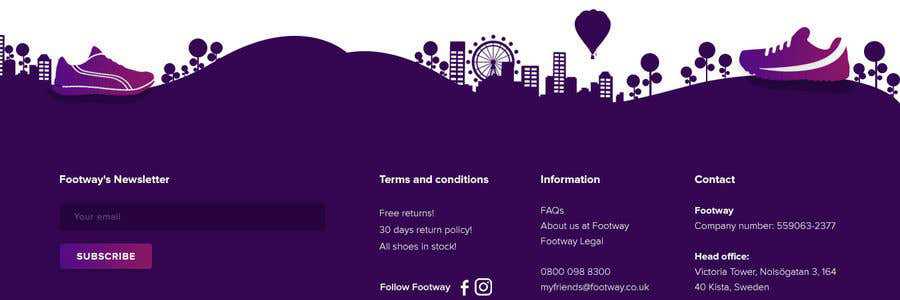 Footway's Newsletter
Your email
SUBSCRIBE
Terms and conditions
Free returns!
30 days return policy!
All shoes in stock!
Follow Footway
Information
FAQs
About us at Footway
Footway Legal
0800 098 8300
myfriends@footway.co.uk
Contact
Footway
Company number: 559063-2377
Head office:
Victoria Tower, Nolsögatan 3, 164
40 Kista, Sweden